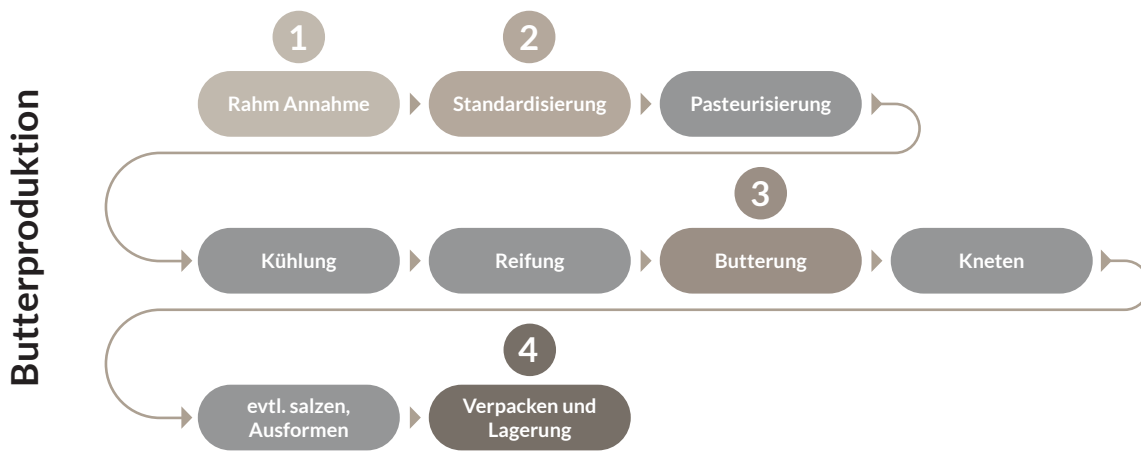 Butterproduktion
1
2
Rahm Annahme
Standardisierung
Pasteurisierung
3
Kühlung
Reifung
Butterung
Kneten
4
evtl. salzen,
Ausformen
Verpacken und
Lagerung